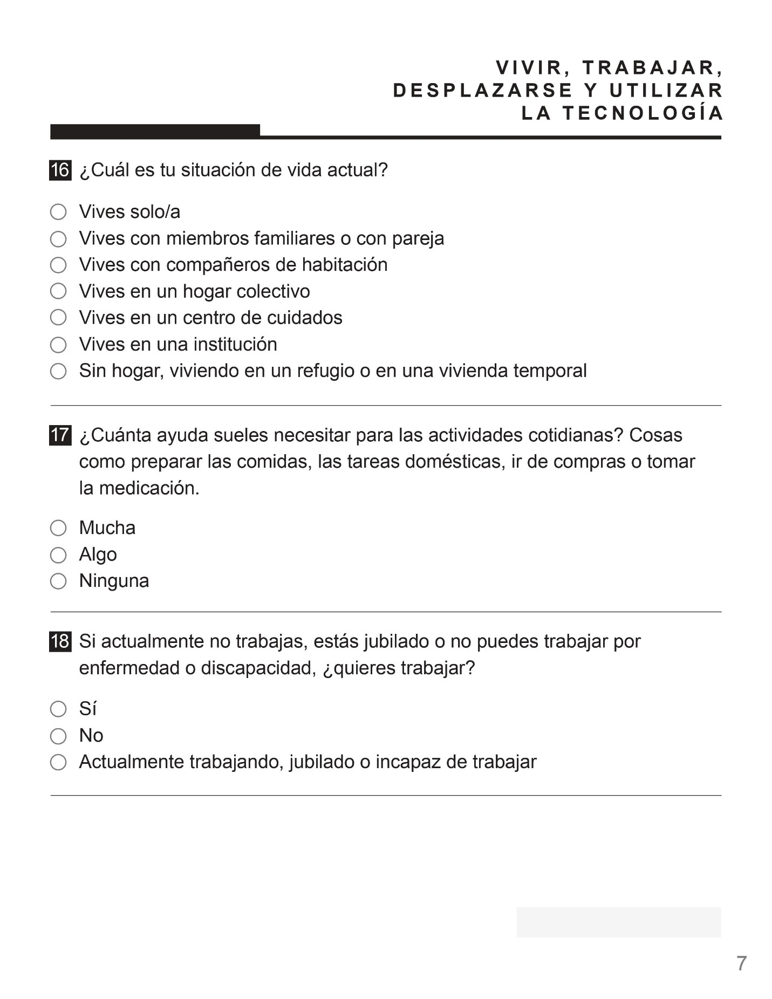 VIVIR, TRABAJAR,
DESPLAZARSE Y UTILIZAR
LA TECNOLOGÍA
16 ¿Cuál es tu situación de vida actual?
Vives solo/a
Vives con miembros familiares o con pareja
Vives con compañeros de habitación
Vives en un hogar colectivo
Vives en un centro de cuidados
Vives en una institución
Sin hogar, viviendo en un refugio o en una vivienda temporal
17 ¿Cuánta ayuda sueles necesitar para las actividades cotidianas? Cosas
como preparar las comidas, las tareas domésticas, ir de compras o tomar
la medicación.
Mucha
Algo
Ninguna
18 Si actualmente no trabajas, estás jubilado o no puedes trabajar por
enfermedad o discapacidad, ¿quieres trabajar?
Sí
No
Actualmente trabajando, jubilado o incapaz de trabajar
7